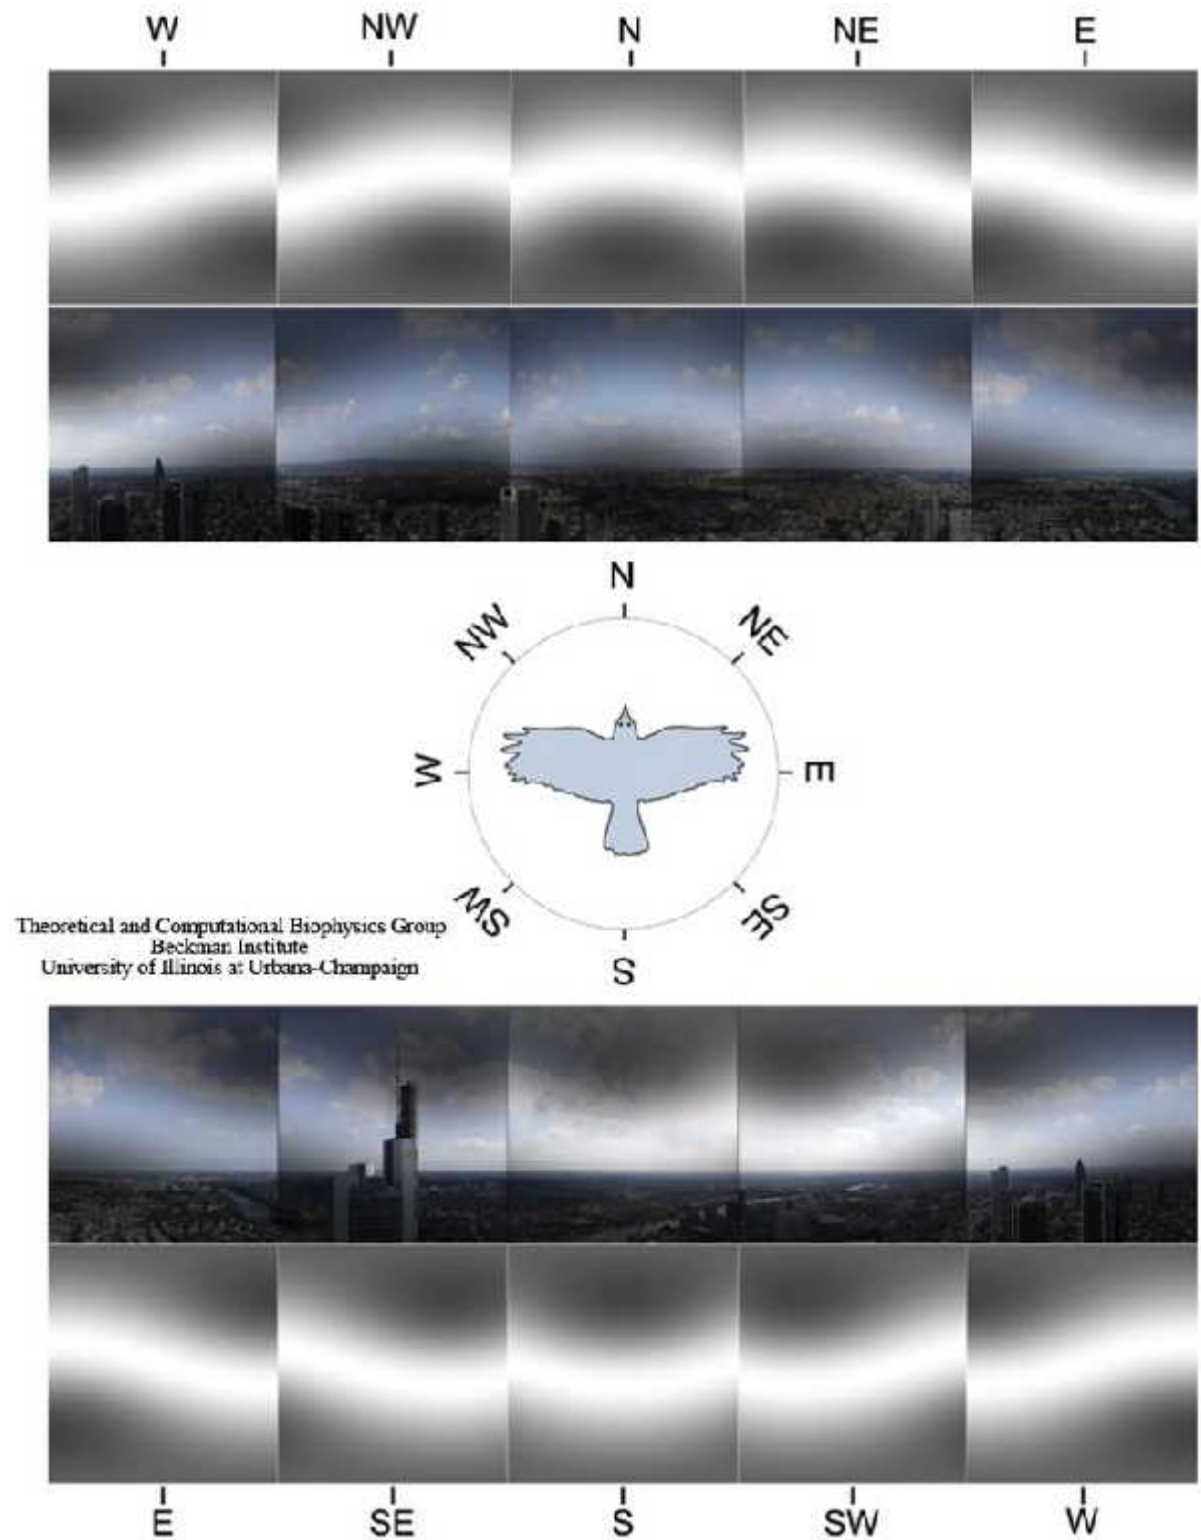 W NW N NE E
N
NW NE
W E
SW SE
Theoretical and Computational Biophysics Group
Beckman Institute
University of Illinois at Urbana-Champaign
S
E SE S SW W